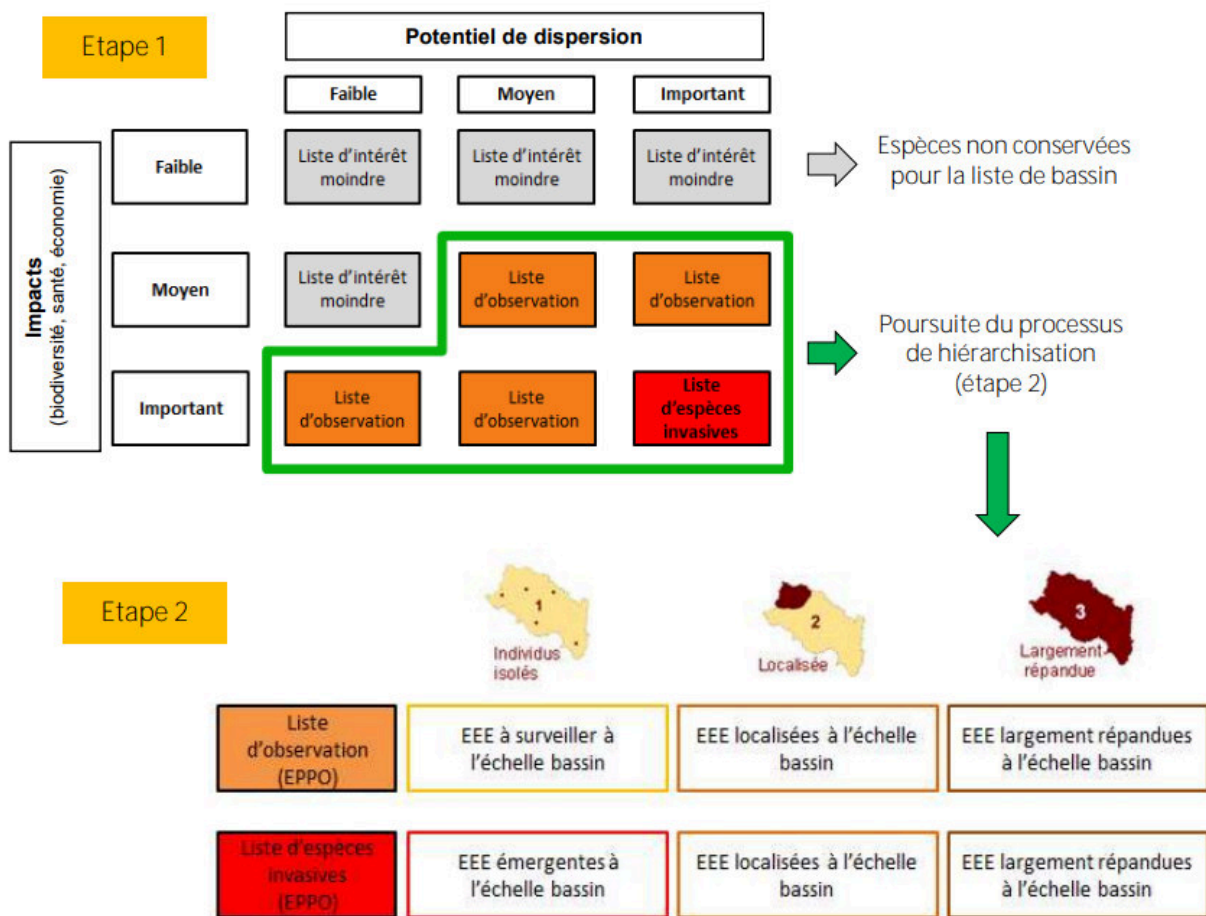 Etape 1
Potentiel de dispersion
Faible
Moyen
Important
Impacts
(biodiversité, santé, économie)
Faible
Liste d'intérêt
moindre
Liste d'intérêt
moindre
Liste d'intérêt
moindre
Espèces non conservées
pour la liste de bassin
Moyen
Liste d'intérêt
moindre
Liste
d'observation
Liste
d'observation
Poursuite du processus
de hiérarchisation
(étape 2)
Important
Liste
d'observation
Liste
d'observation
Liste
d'espèces
invasives
Etape 2
1
Individus
isolés
2
Localisée
3
Largement
répandue
Liste
d'observation
(EPPO)
EEE à surveiller à
l'échelle bassin
EEE localisées à l'échelle
bassin
EEE largement répandues
à l'échelle bassin
Liste d'espèces
invasives
(EPPO)
EEE émergentes à
l'échelle bassin
EEE localisées à l'échelle
bassin
EEE largement répandues
à l'échelle bassin